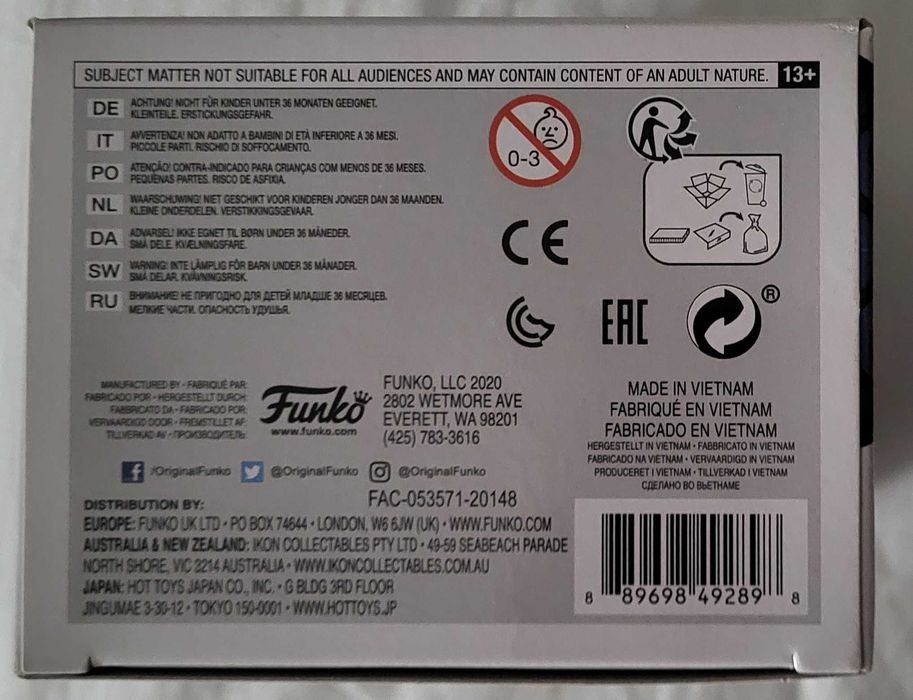 SUBJECT MATTER NOT SUITABLE FOR ALL AUDIENCES AND MAY CONTAIN CONTENT OF AN ADULT NATURE. 13+
DE ACHTUNG! NICHT FÜR KINDER UNTER 36 MONATEN GEEIGNET.
KLEINTEILE. ERSTICKUNGSGEFAHR.
IT AVVERTENZA! NON ADATTO A BAMBINI DI ETÀ INFERIORE A 36 MESI.
PICCOLE PARTI. RISCHIO DI SOFFOCAMENTO.
PO ATENÇÃO! CONTRA-INDICADO PARA CRIANÇAS COM MENOS DE 36 MESES.
PEQUENAS PARTES. RISCO DE ASFIXIA.
NL WAARSCHUWING! NIET GESCHIKT VOOR KINDEREN JONGER DAN 36 MAANDEN.
KLEINE ONDERDELEN. VERSTIKKINGSGEVAAR.
DA ADVARSEL! IKKE EGNET TIL BØRN UNDER 36 MÅNEDER.
SMÅ DELE. KVÆLNINGSFARE.
SW VARNING! INTE LÄMPLIG FÖR BARN UNDER 36 MÅNADER.
SMÅ DELAR. KVÄVNINGSRISK.
RU ВНИМАНИЕ! НЕ ПРИГОДНО ДЛЯ ДЕТЕЙ МЛАДШЕ 36 МЕСЯЦЕВ.
МЕЛКИЕ ЧАСТИ. ОПАСНОСТЬ УДУШЬЯ.
0-3
CE
EAC
®
MANUFACTURED BY • FABRIQUÉ PAR:
FABRICADO POR • HERGESTELLT DURCH:
FABBRICATO DA • FABRICADO POR:
VERVAARDIGD DOOR • FREMSTILLET AF:
TILLVERKAD AV • ПРОИЗВОДИТЕЛЬ:
Funko
www.funko.com
FUNKO, LLC 2020
2802 WETMORE AVE
EVERETT, WA 98201
(425) 783-3616
MADE IN VIETNAM
FABRIQUÉ EN VIETNAM
FABRICADO EN VIETNAM
HERGESTELLT IN VIETNAM • FABBRICATO IN VIETNAM
FABRICADO NA VIETNAM • VERVAARDIGD IN VIETNAM
PRODUCERET I VIETNAM • TILLVERKAD I VIETNAM
СДЕЛАНО ВО ВЬЕТНАМЕ
f /OriginalFunko @OriginalFunko @OriginalFunko
FAC-053571-20148
DISTRIBUTION BY:
EUROPE: FUNKO UK LTD • PO BOX 74644 • LONDON, W6 6JW (UK) • WWW.FUNKO.COM
AUSTRALIA & NEW ZEALAND: IKON COLLECTABLES PTY LTD • 49-59 SEABEACH PARADE
NORTH SHORE, VIC 3214 AUSTRALIA • WWW.IKONCOLLECTABLES.COM.AU
JAPAN: HOT TOYS JAPAN CO., INC. • G BLDG 3RD FLOOR
JINGUMAE 3-30-12 • TOKYO 150-0001 • WWW.HOTTOYS.JP
8 89698 49289 8